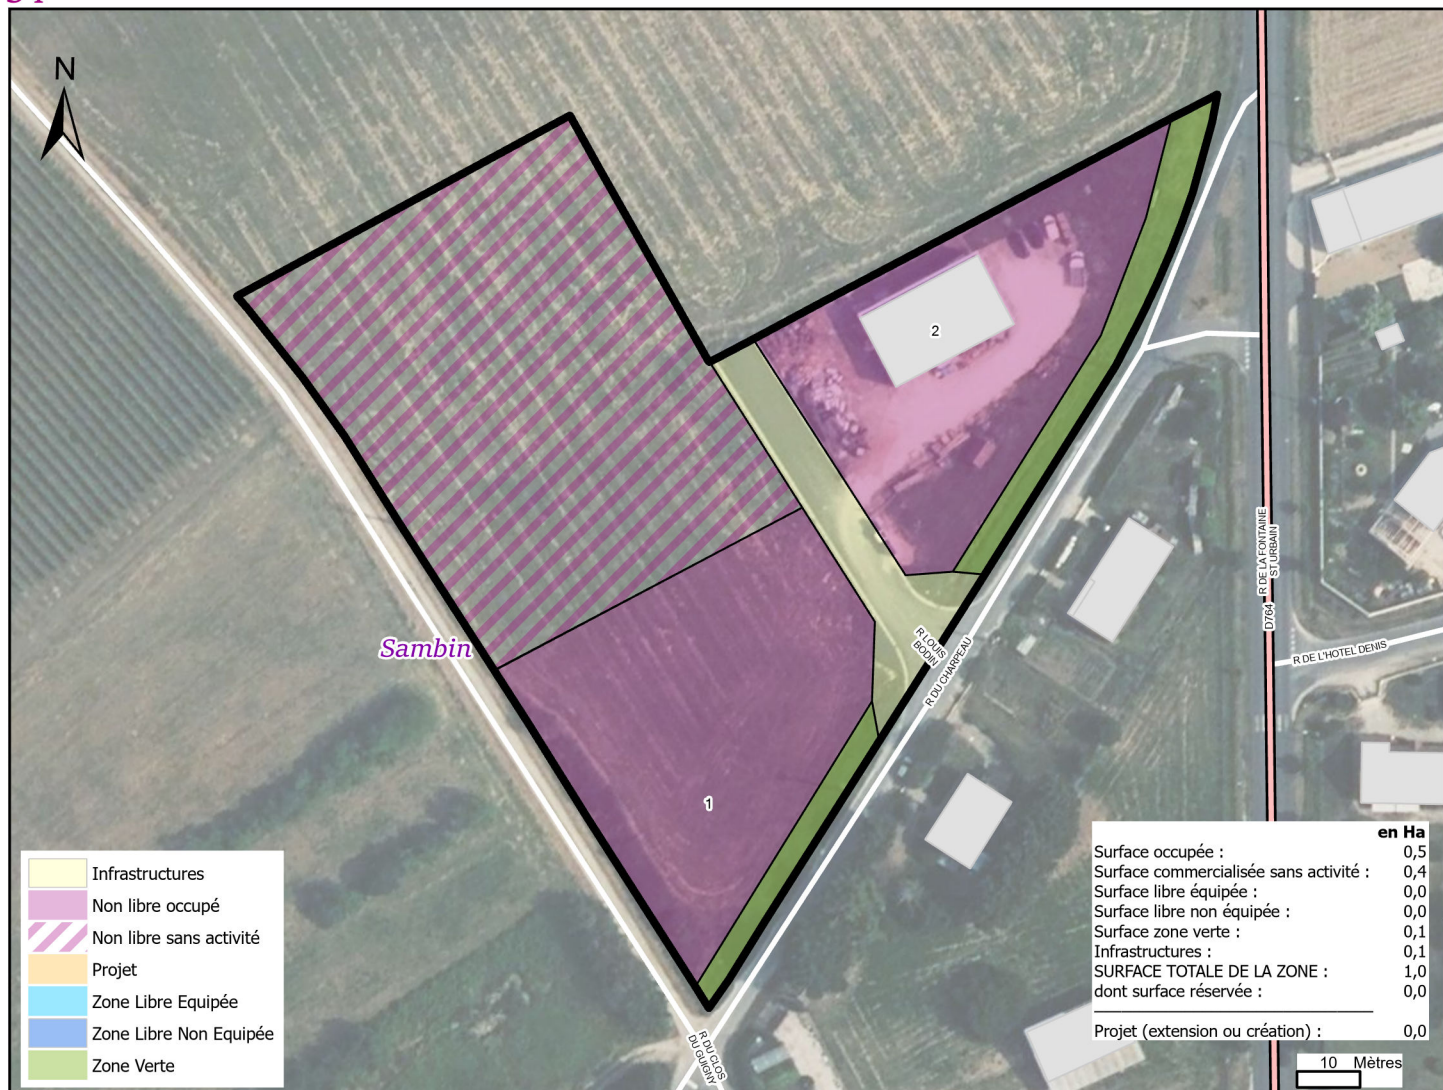 N
2
D764 R DE LA FONTAINE
ST URBAIN
R LOUIS
BODIN
R DU CHARPEAU
R DE L'HOTEL DENIS
Sambin
1
R DU CLOS
DU GUIGNY
Infrastructures
Non libre occupé
Non libre sans activité
Projet
Zone Libre Equipée
Zone Libre Non Equipée
Zone Verte
en Ha
Surface occupée : 0,5
Surface commercialisée sans activité : 0,4
Surface libre équipée : 0,0
Surface libre non équipée : 0,0
Surface zone verte : 0,1
Infrastructures : 0,1
SURFACE TOTALE DE LA ZONE : 1,0
dont surface réservée : 0,0
Projet (extension ou création) : 0,0
10 Mètres